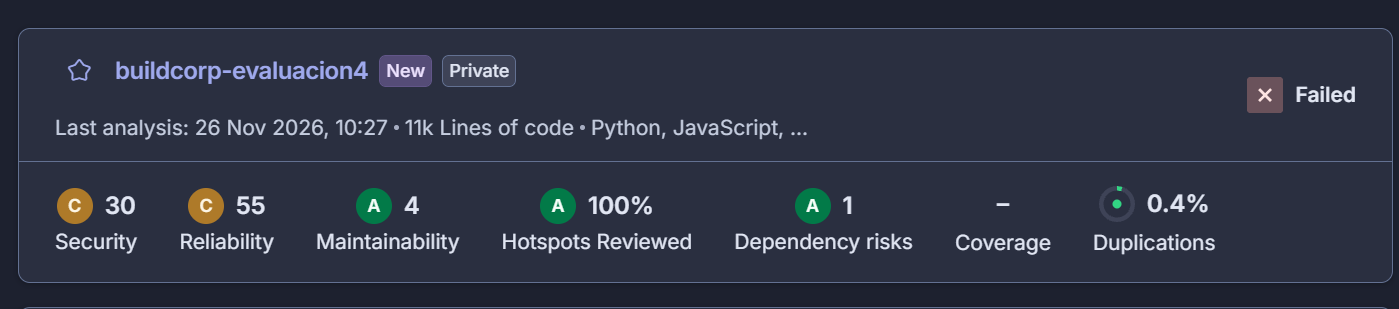 buildcorp-evaluacion4 New Private
Failed
Last analysis: 26 Nov 2026, 10:27 • 11k Lines of code • Python, JavaScript, ...
C 30 C 55 A 4 A 100% A 1 – 0.4%
Security Reliability Maintainability Hotspots Reviewed Dependency risks Coverage Duplications